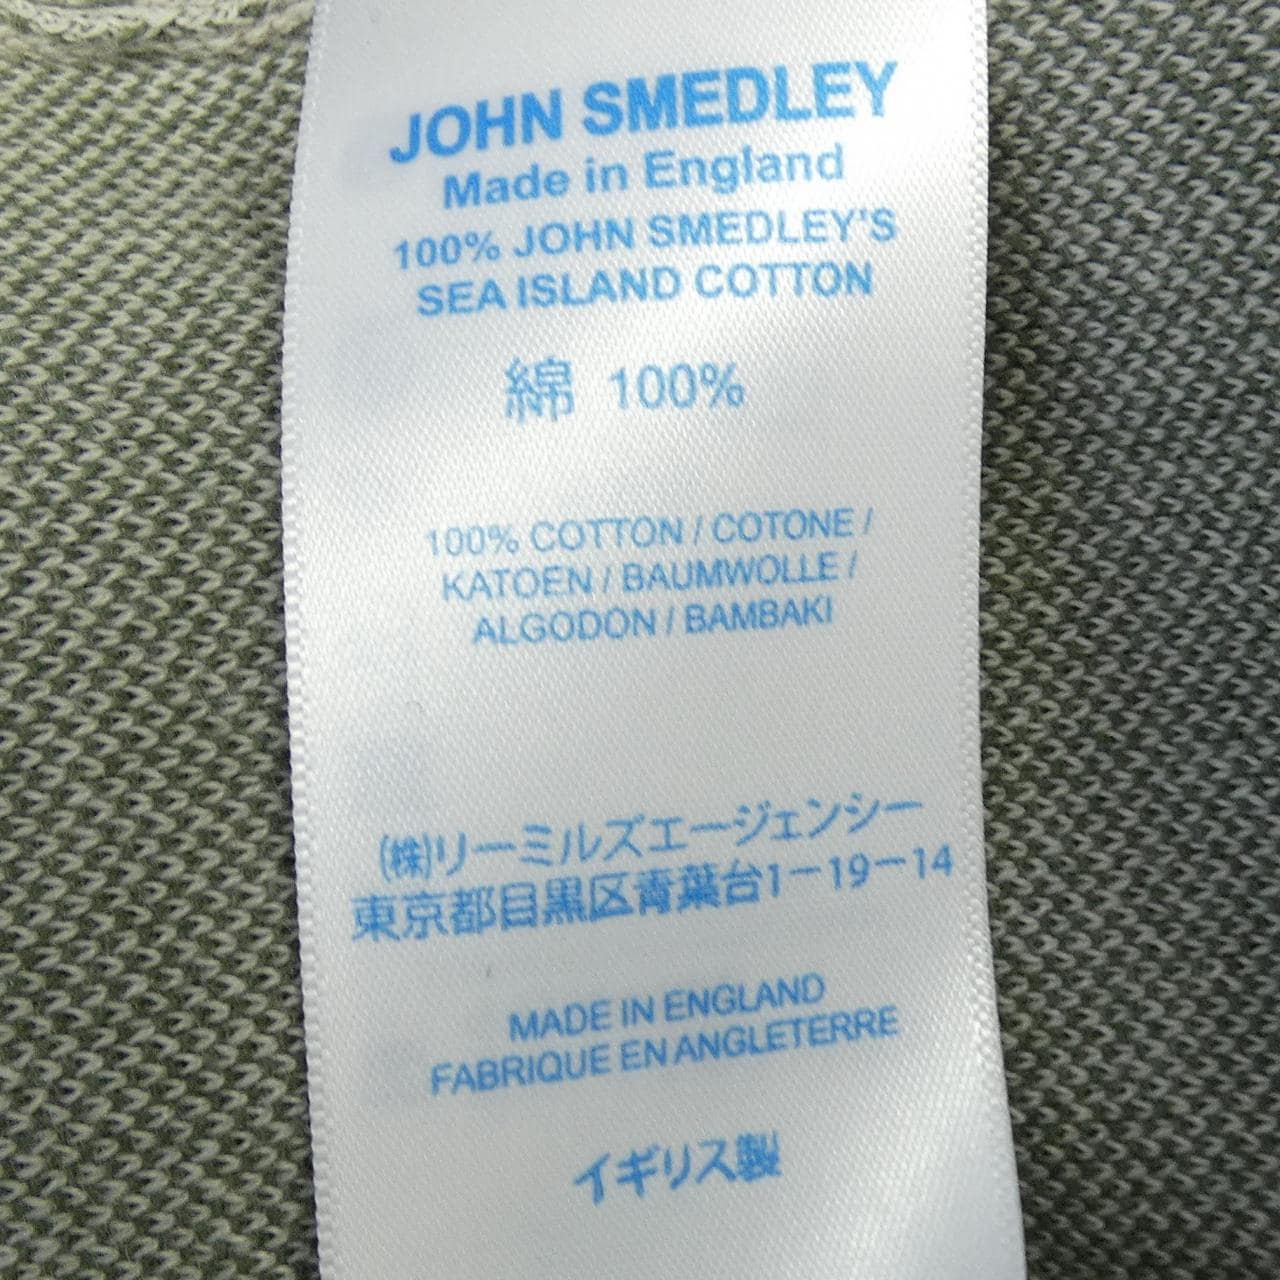 JOHN SMEDLEY
Made in England
100% JOHN SMEDLEY'S
SEA ISLAND COTTON
綿 100%
100% COTTON / COTONE /
KATOEN / BAUMWOLLE /
ALGODON / BAMBAKI
(株)リーミルズエージェンシー
東京都目黒区青葉台1-19-14
MADE IN ENGLAND
FABRIQUE EN ANGLETERRE
イギリス製